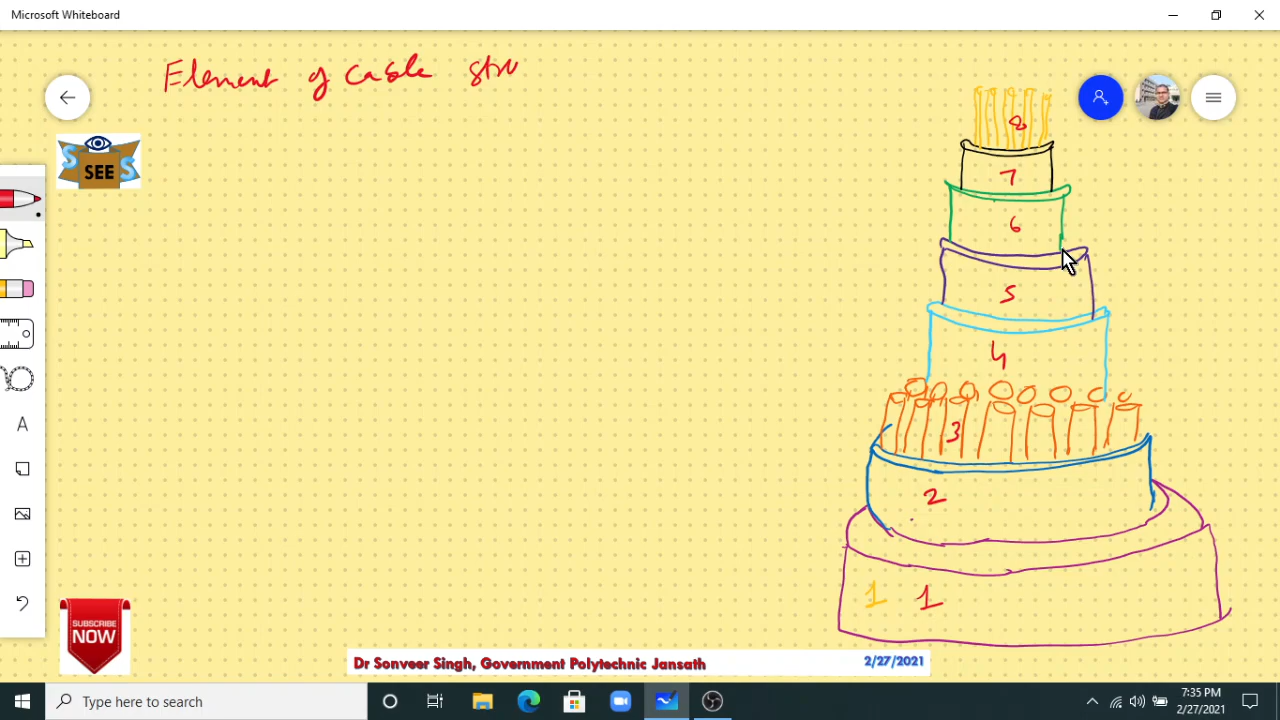 Microsoft Whiteboard
Element of Cable stru
S SEE S
8
7
6
5
4
3
2
1 1
A
SUBSCRIBE
NOW
Dr Sonveer Singh, Government Polytechnic Jansath 2/27/2021
Type here to search
7:35 PM
2/27/2021